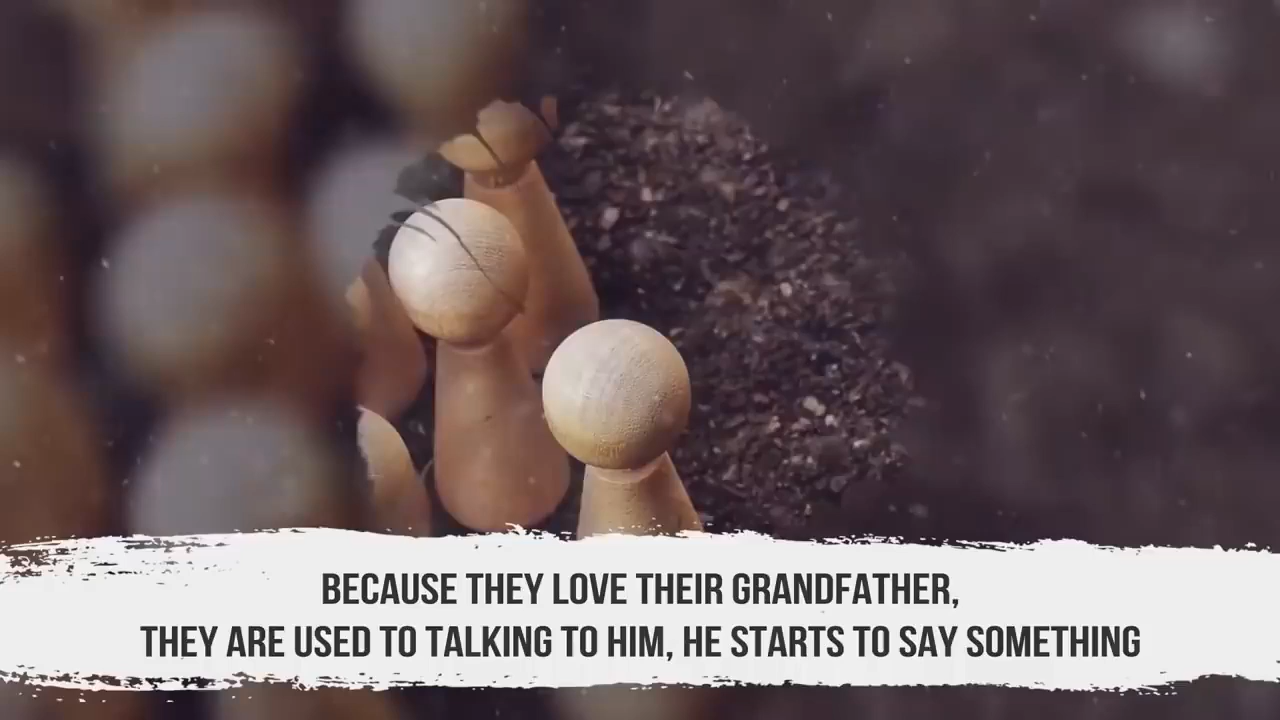 BECAUSE THEY LOVE THEIR GRANDFATHER,
THEY ARE USED TO TALKING TO HIM, HE STARTS TO SAY SOMETHING